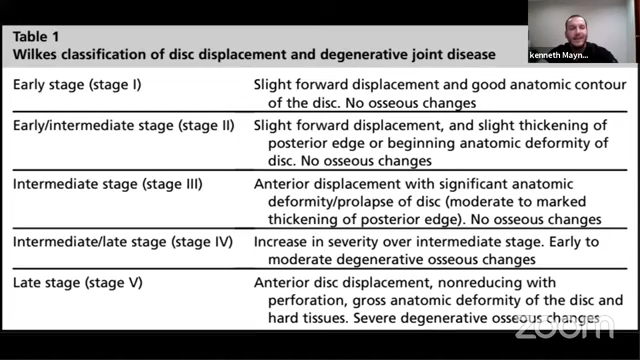 Table 1
Wilkes classification of disc displacement and degenerative joint disease
Early stage (stage I)
Slight forward displacement and good anatomic contour
of the disc. No osseous changes
Early/intermediate stage (stage II)
Slight forward displacement, and slight thickening of
posterior edge or beginning anatomic deformity of
disc. No osseous changes
Intermediate stage (stage III)
Anterior displacement with significant anatomic
deformity/prolapse of disc (moderate to marked
thickening of posterior edge). No osseous changes
Intermediate/late stage (stage IV)
Increase in severity over intermediate stage. Early to
moderate degenerative osseous changes
Late stage (stage V)
Anterior disc displacement, nonreducing with
perforation, gross anatomic deformity of the disc and
hard tissues. Severe degenerative osseous changes
kenneth Mayn...
zoom